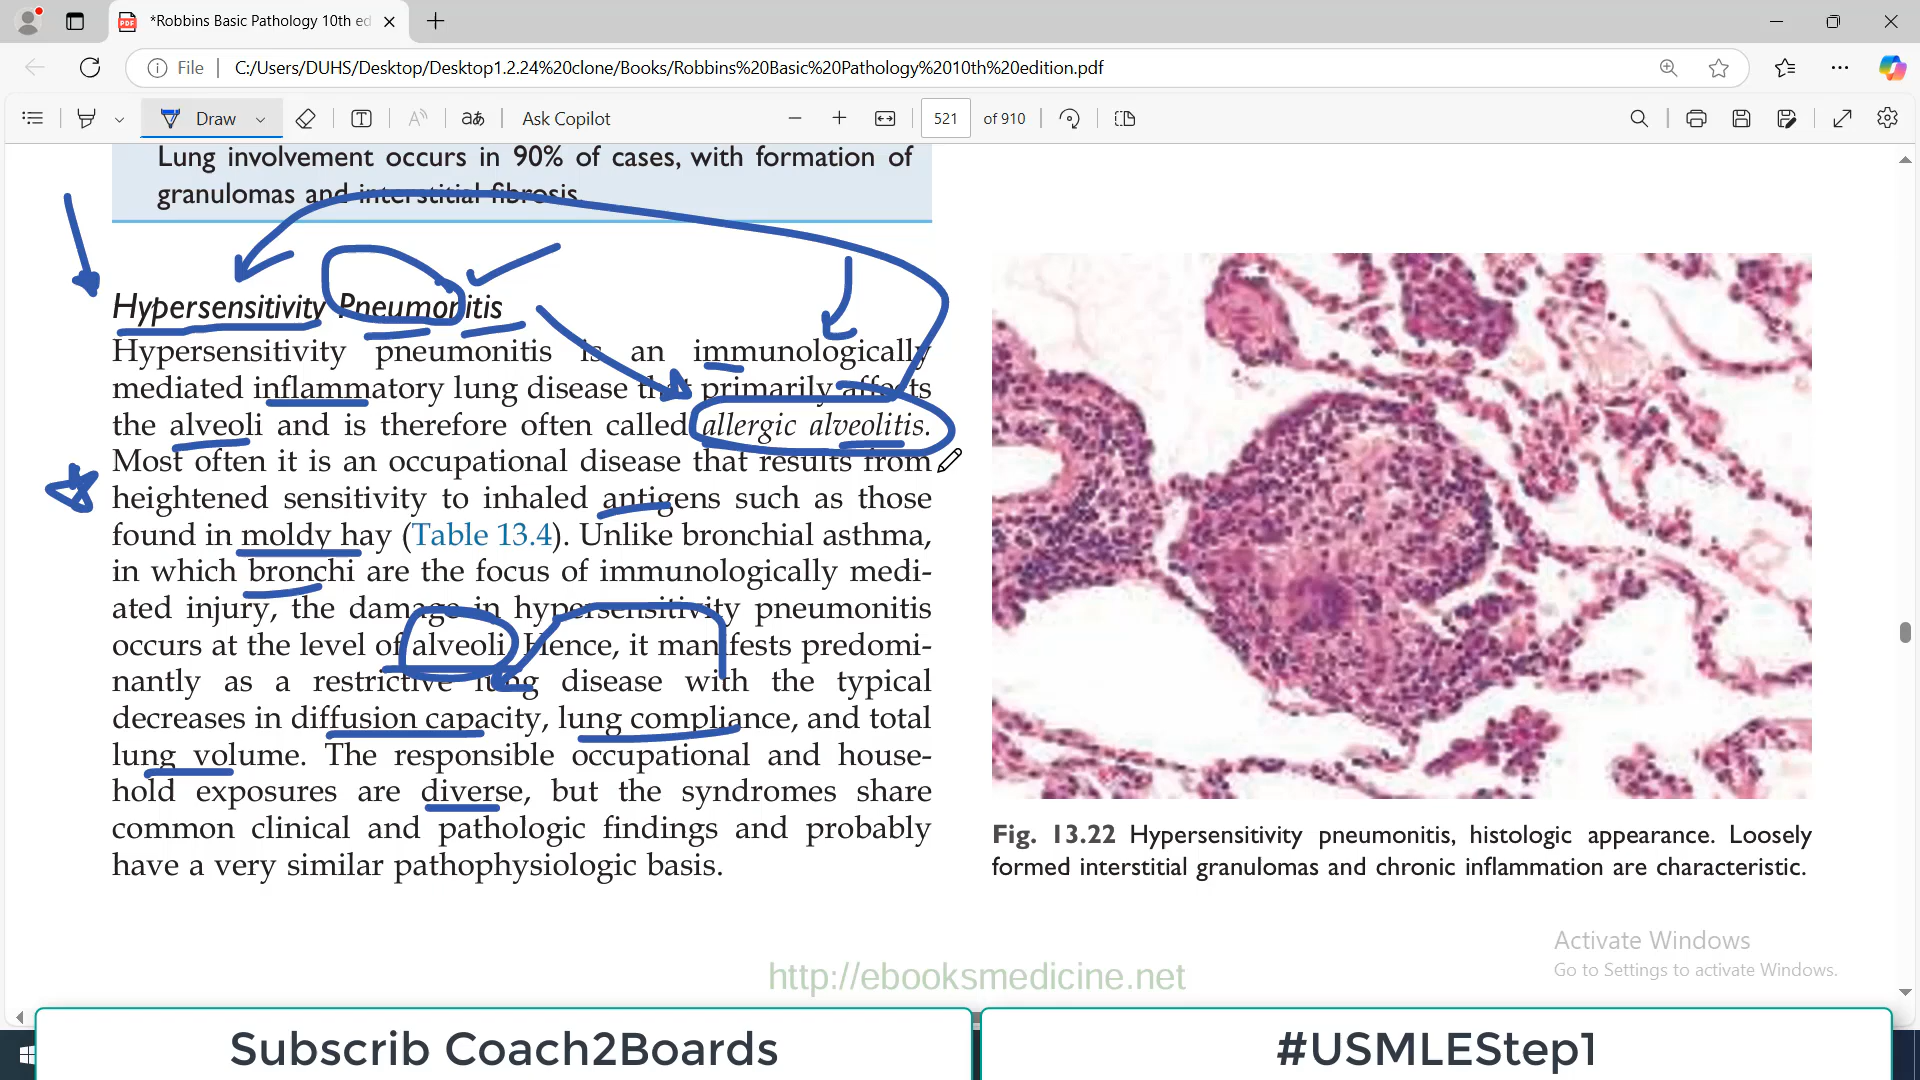 *Robbins Basic Pathology 10th ed
File
C:/Users/DUHS/Desktop/Desktop1.2.24%20clone/Books/Robbins%20Basic%20Pathology%2010th%20edition.pdf
Draw
aあ
Ask Copilot
521 of 910
Lung involvement occurs in 90% of cases, with formation of
granulomas and interstitial fibrosis.
Hypersensitivity Pneumonitis
Hypersensitivity pneumonitis is an immunologically
mediated inflammatory lung disease that primarily affects
the alveoli and is therefore often called allergic alveolitis.
Most often it is an occupational disease that results from
heightened sensitivity to inhaled antigens such as those
found in moldy hay (Table 13.4). Unlike bronchial asthma,
in which bronchi are the focus of immunologically medi-
ated injury, the damage in hypersensitivity pneumonitis
occurs at the level of alveoli. Hence, it manifests predomi-
nantly as a restrictive lung disease with the typical
decreases in diffusion capacity, lung compliance, and total
lung volume. The responsible occupational and house-
hold exposures are diverse, but the syndromes share
common clinical and pathologic findings and probably
have a very similar pathophysiologic basis.
Fig. 13.22 Hypersensitivity pneumonitis, histologic appearance. Loosely
formed interstitial granulomas and chronic inflammation are characteristic.
Activate Windows
Go to Settings to activate Windows.
http://ebooksmedicine.net
Subscrib Coach2Boards
#USMLEStep1